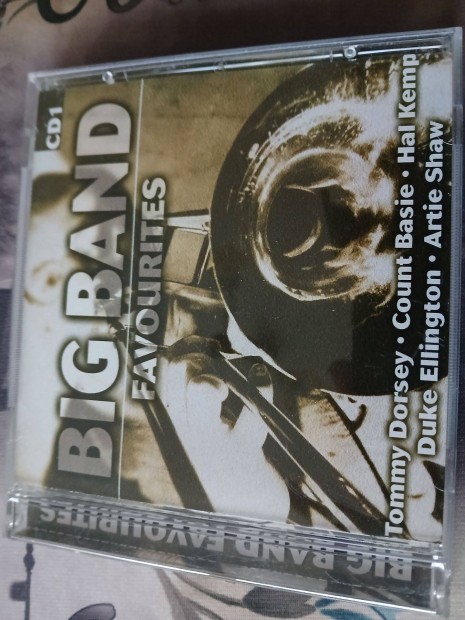 CD1
BIG BAND
FAVOURITES
Tommy Dorsey • Count Basie • Hal Kemp
Duke Ellington • Artie Shaw
BIG BAND FAVOURITES